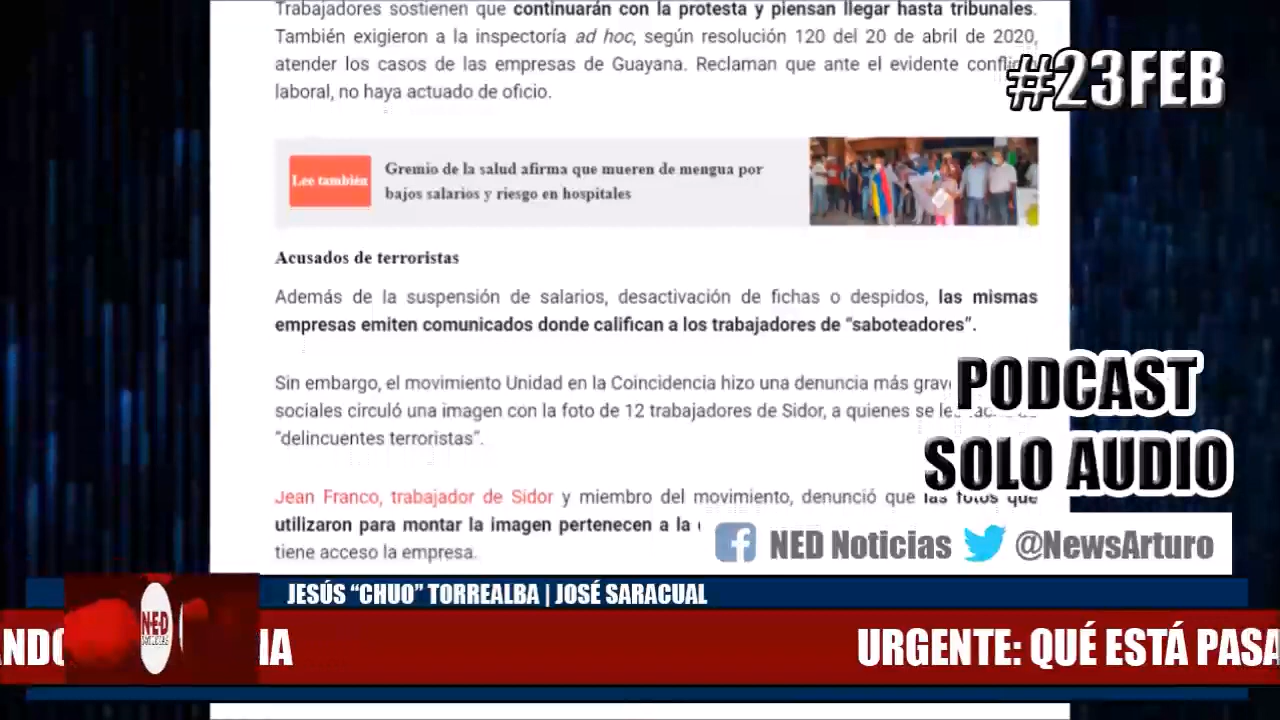 Trabajadores sostienen que continuarán con la protesta y piensan llegar hasta tribunales.
También exigieron a la inspectoría ad hoc, según resolución 120 del 20 de abril de 2020,
atender los casos de las empresas de Guayana. Reclaman que ante el evidente
laboral, no haya actuado de oficio.
#23FEB
Lee también
Gremio de la salud afirma que mueren de mengua por
bajos salarios y riesgo en hospitales
Acusados de terroristas
Además de la suspensión de salarios, desactivación de fichas o despidos, las mismas
empresas emiten comunicados donde califican a los trabajadores de “saboteadores”.
Sin embargo, el movimiento Unidad en la Coincidencia hizo una denuncia más
sociales circuló una imagen con la foto de 12 trabajadores de Sidor, a quienes se
“delincuentes terroristas”.
PODCAST
SOLO AUDIO
Jean Franco, trabajador de Sidor y miembro del movimiento, denunció que las fotos que
utilizaron para montar la imagen pertenecen a la
tiene acceso la empresa.
NED Noticias @NewsArturo
JESÚS “CHUO” TORREALBA | JOSÉ SARACUAL
NED
URGENTE: QUÉ ESTÁ